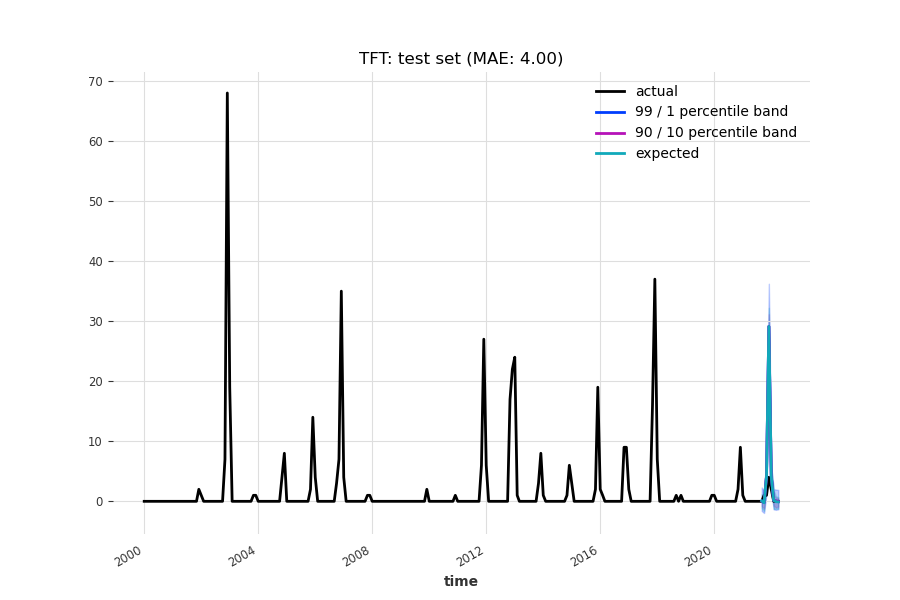 TFT: test set (MAE: 4.00)
actual
99 / 1 percentile band
90 / 10 percentile band
expected
70
60
50
40
30
20
10
0
2000
2004
2008
2012
2016
2020
time